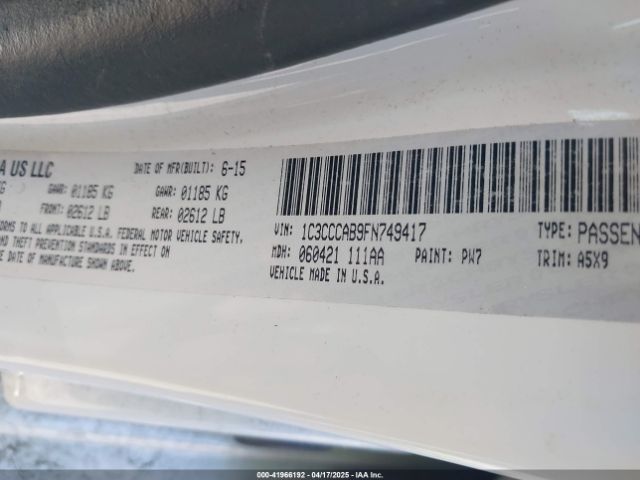 A US LLC DATE OF MFR(BUILT): 6-15
KG GAWR: 01185 KG GAWR: 01185 KG
FRONT: 02612 LB REAR: 02612 LB
FORMS TO ALL APPLICABLE U.S.A. FEDERAL MOTOR VEHICLE SAFETY,
AND THEFT PREVENTION STANDARDS IN EFFECT ON
DATE OF MANUFACTURE SHOWN ABOVE.
VIN: 1C3CCCAB9FN749417 TYPE: PASSEN
MDH: 060421 111AA PAINT: PW7 TRIM: A5X9
VEHICLE MADE IN U.S.A.
000-41966192 - 04/17/2025 - IAA Inc.